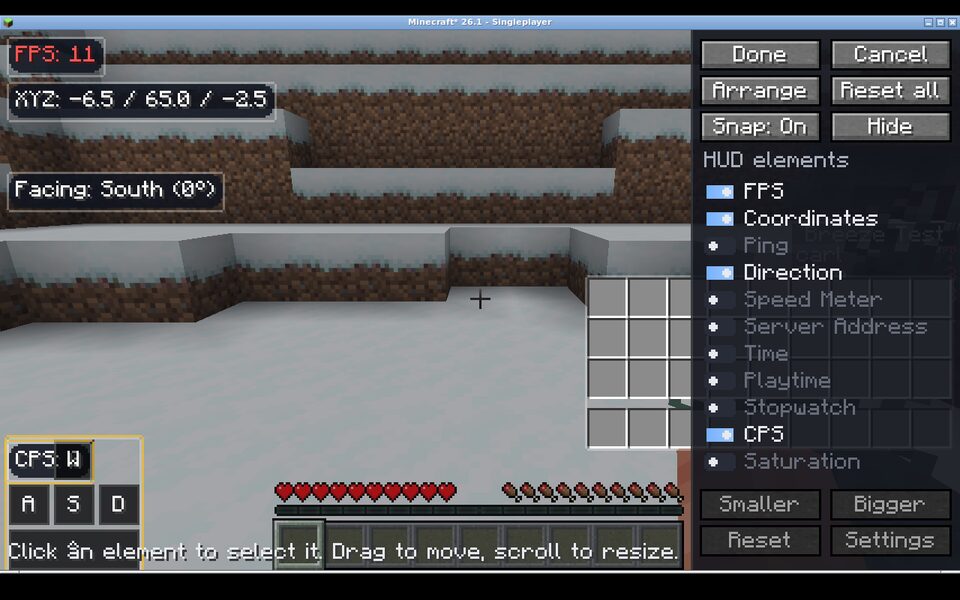 Minecraft* 26.1 - Singleplayer
FPS: 11
XYZ: -6.5 / 65.0 / -2.5
Facing: South (0°)
CPS
W
A S D
Click an element to select it. Drag to move, scroll to resize.
Done Cancel
Arrange Reset all
Snap: On Hide
HUD elements
FPS
Coordinates
Ping
Direction
Speed Meter
Server Address
Time
Playtime
Stopwatch
CPS
Saturation
Smaller Bigger
Reset Settings